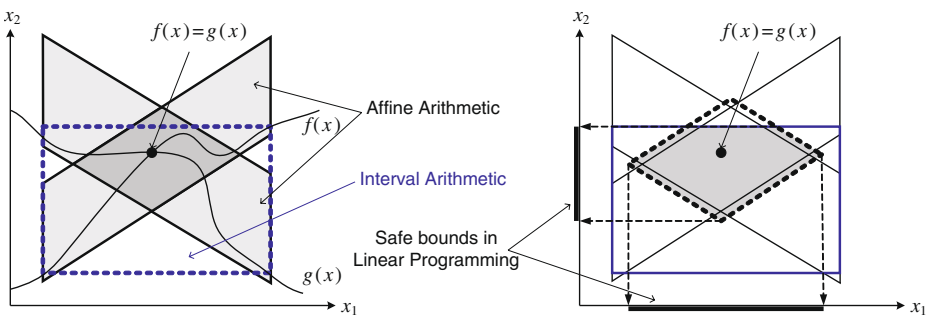 x₂
f(x)=g(x)
Affine Arithmetic
f(x)
Interval Arithmetic
g(x)
x₁
x₂
f(x)=g(x)
Safe bounds in
Linear Programming
x₁